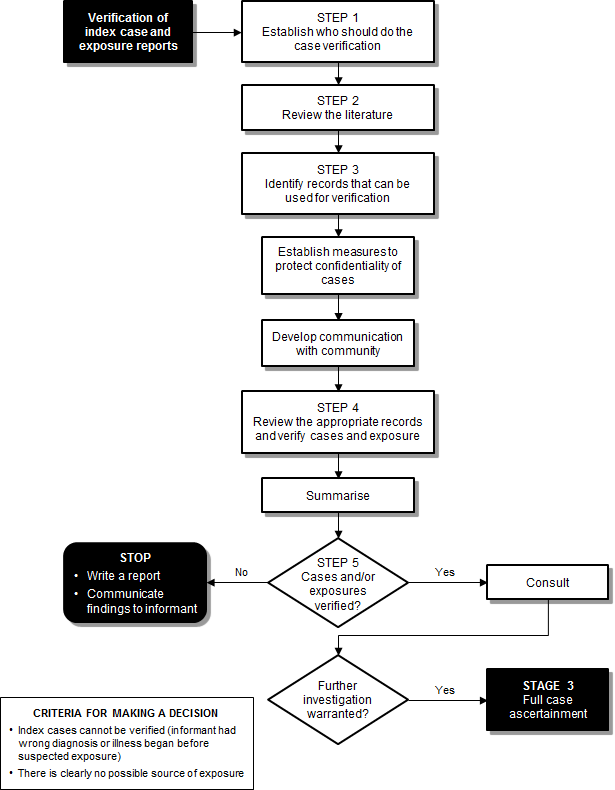 Verification of
index case and
exposure reports
STEP 1
Establish who should do the
case verification
STEP 2
Review the literature
STEP 3
Identify records that can be
used for verification
Establish measures to
protect confidentiality of
cases
Develop communication
with community
STEP 4
Review the appropriate records
and verify cases and exposure
Summarise
STEP 5
Cases and/or
exposures
verified?
No
STOP
• Write a report
• Communicate
findings to informant
Yes
Consult
Further
investigation
warranted?
Yes
STAGE 3
Full case
ascertainment
CRITERIA FOR MAKING A DECISION
• Index cases cannot be verified (informant had
wrong diagnosis or illness began before
suspected exposure)
• There is clearly no possible source of exposure